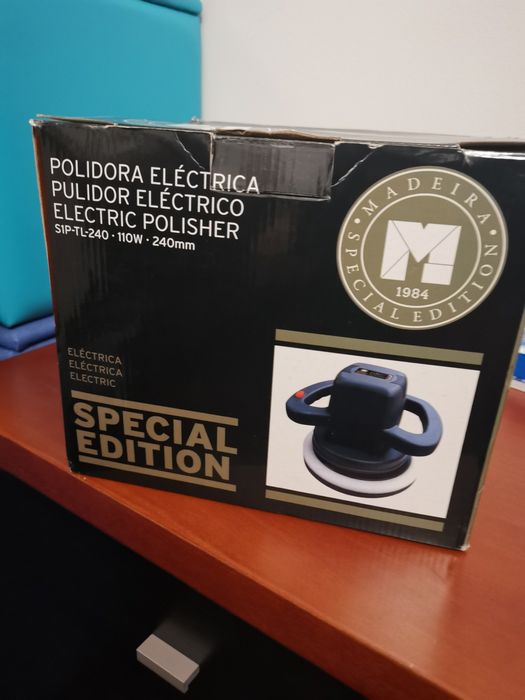 POLIDORA ELÉCTRICA
PULIDOR ELÉCTRICO
ELECTRIC POLISHER
S1P-TL-240 · 110W · 240mm
· MADEIRA ·
M
1984
SPECIAL EDITION
ELÉCTRICA
ELÉCTRICA
ELECTRIC
SPECIAL
EDITION